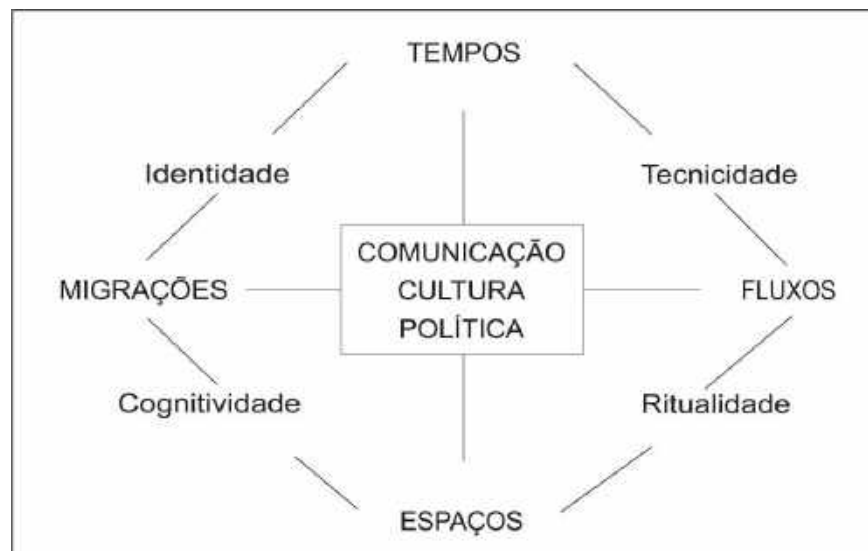 TEMPOS
Identidade
Tecnicidade
COMUNICAÇÃO
CULTURA
POLÍTICA
MIGRAÇÕES
FLUXOS
Cognitividade
Ritualidade
ESPAÇOS